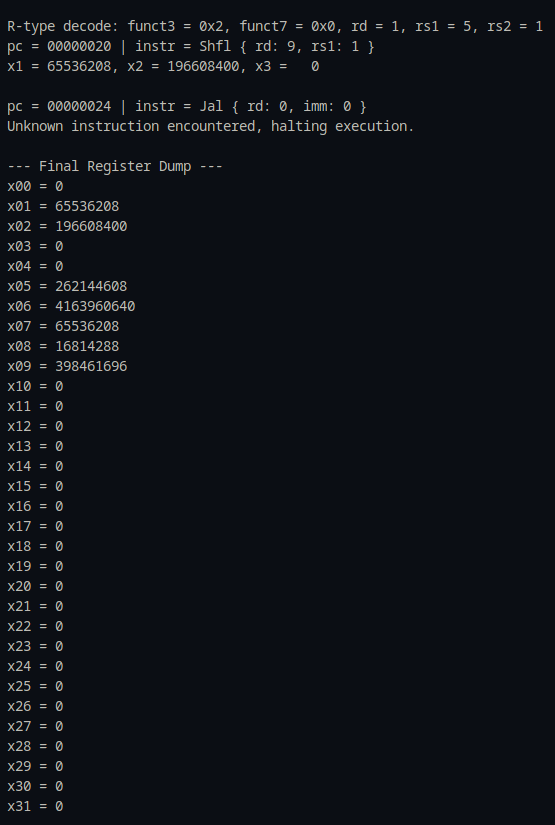 R-type decode: funct3 = 0x2, funct7 = 0x0, rd = 1, rs1 = 5, rs2 = 1
pc = 00000020 | instr = Shfl { rd: 9, rs1: 1 }
x1 = 65536208, x2 = 196608400, x3 =   0

pc = 00000024 | instr = Jal { rd: 0, imm: 0 }
Unknown instruction encountered, halting execution.

--- Final Register Dump ---
x00 = 0
x01 = 65536208
x02 = 196608400
x03 = 0
x04 = 0
x05 = 262144608
x06 = 4163960640
x07 = 65536208
x08 = 16814288
x09 = 398461696
x10 = 0
x11 = 0
x12 = 0
x13 = 0
x14 = 0
x15 = 0
x16 = 0
x17 = 0
x18 = 0
x19 = 0
x20 = 0
x21 = 0
x22 = 0
x23 = 0
x24 = 0
x25 = 0
x26 = 0
x27 = 0
x28 = 0
x29 = 0
x30 = 0
x31 = 0